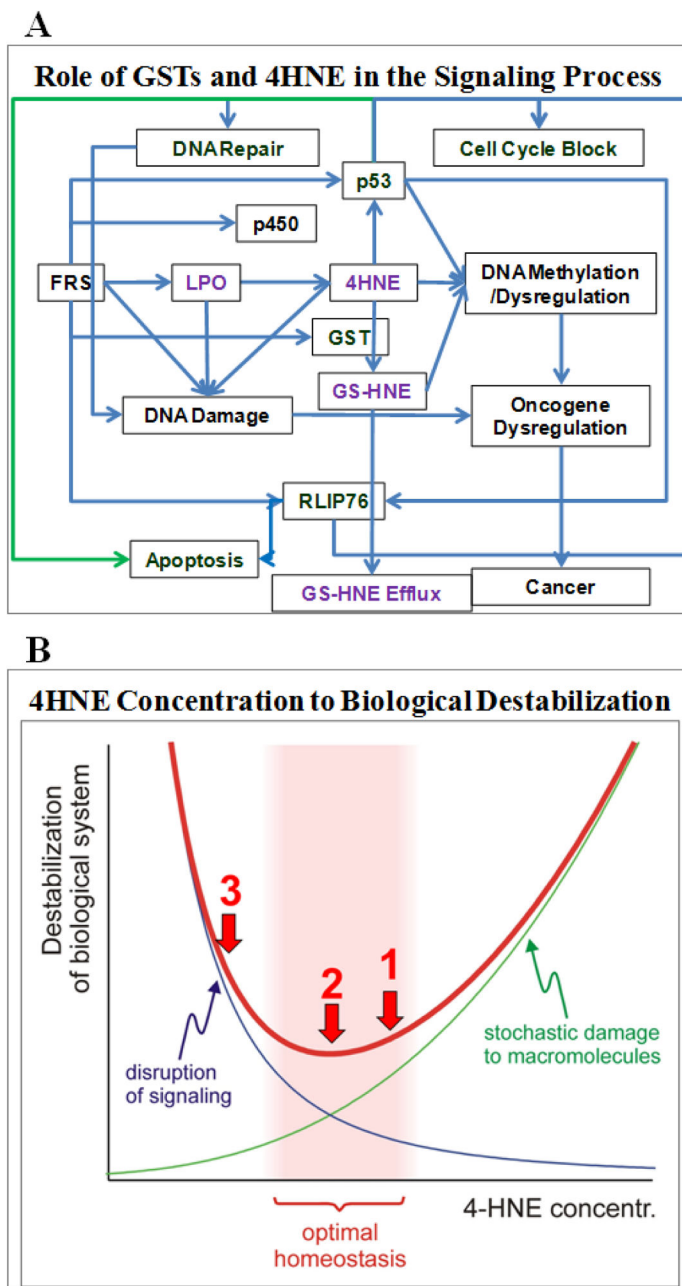 A
Role of GSTs and 4HNE in the Signaling Process
DNA Repair
Cell Cycle Block
p53
p450
FRS
LPO
4HNE
DNA Methylation
/Dysregulation
GST
GS-HNE
DNA Damage
Oncogene
Dysregulation
RLIP76
Apoptosis
GS-HNE Efflux
Cancer
B
4HNE Concentration to Biological Destabilization
Destabilization
of biological system
3
2
1
disruption
of signaling
stochastic damage
to macromolecules
4-HNE concentr.
optimal
homeostasis